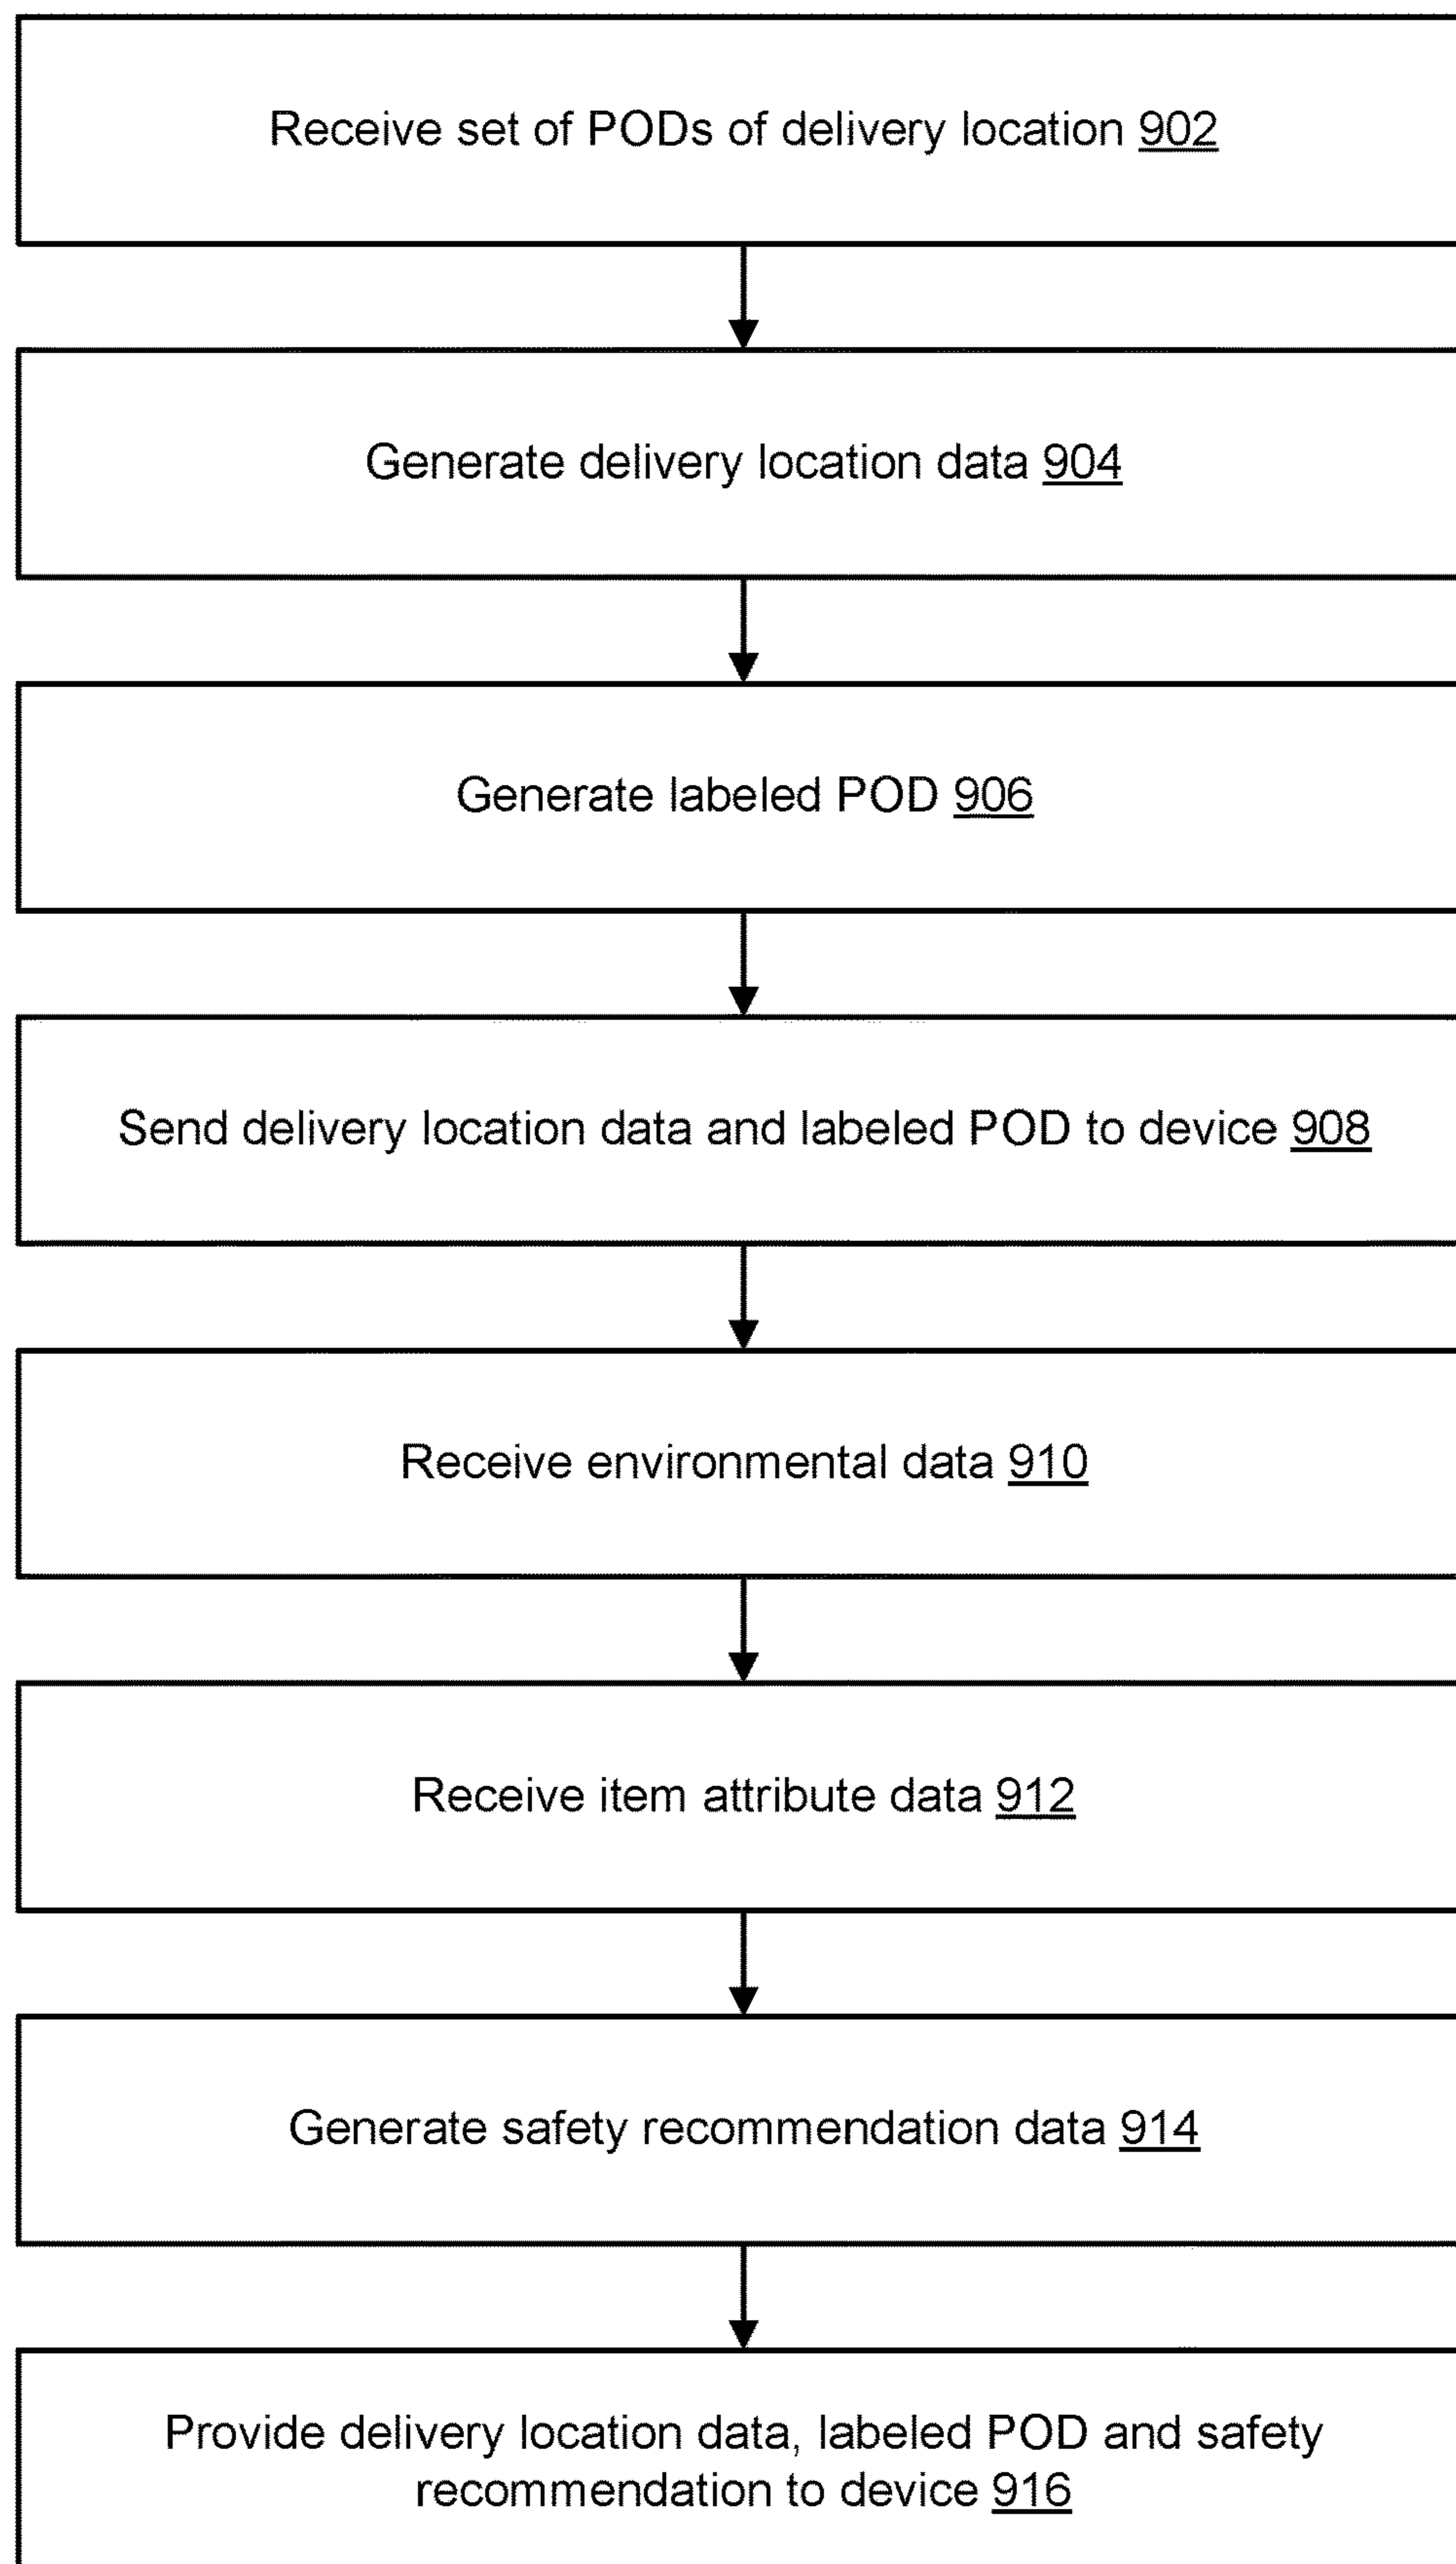 Receive set of PODs of delivery location 902
Generate delivery location data 904
Generate labeled POD 906
Send delivery location data and labeled POD to device 908
Receive environmental data 910
Receive item attribute data 912
Generate safety recommendation data 914
Provide delivery location data, labeled POD and safety
recommendation to device 916